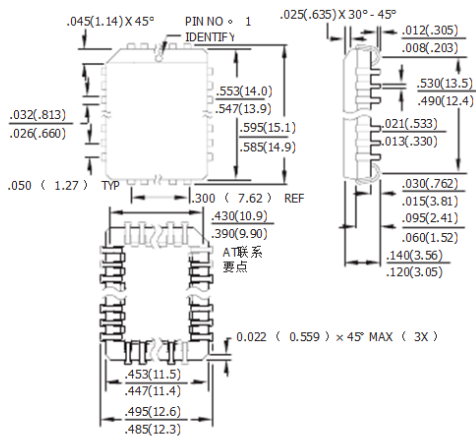 .045(1.14) X 45°
PIN NO 。 1
IDENTIFY
.025(.635) X 30° - 45°
.012(.305)
.008(.203)
.553(14.0)
.547(13.9)
.530(13.5)
.490(12.4)
.032(.813)
.026(.660)
.595(15.1)
.585(14.9)
.021(.533)
.013(.330)
.050 ( 1.27 ) TYP
.300 ( 7.62 ) REF
.030(.762)
.015(3.81)
.430(10.9)
.390(9.90)
.095(2.41)
.060(1.52)
AT联系
要点
.140(3.56)
.120(3.05)
0.022 ( 0.559 ) × 45° MAX ( 3X )
.453(11.5)
.447(11.4)
.495(12.6)
.485(12.3)